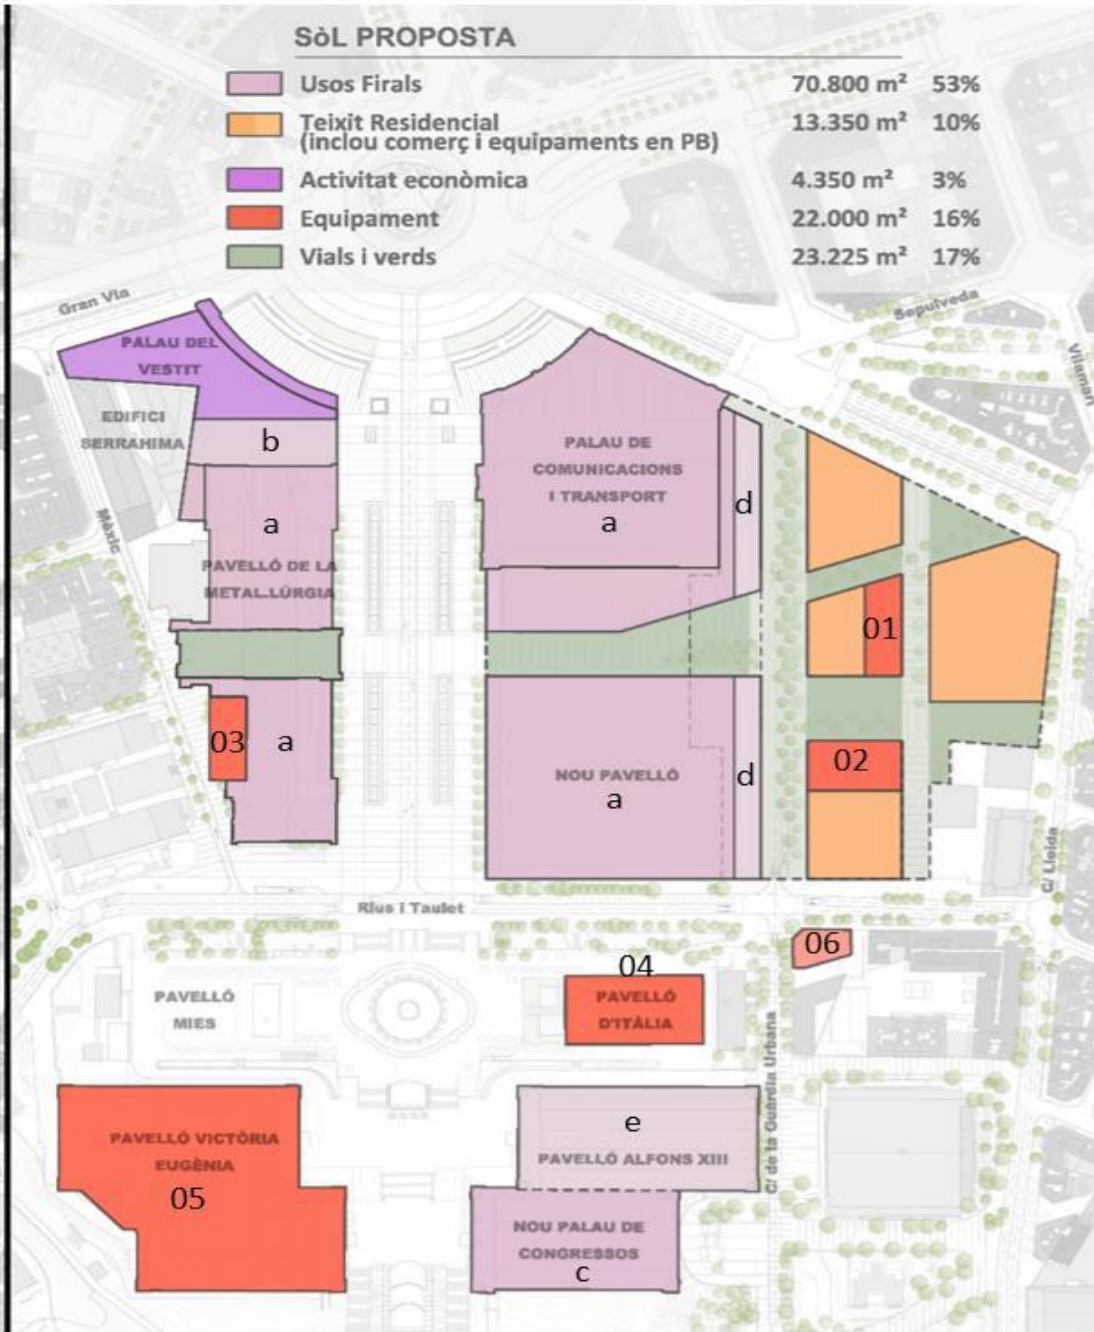 SòL PROPOSTA
Usos Firals 70.800 m² 53%
Teixit Residencial
(inclou comerç i equipaments en PB) 13.350 m² 10%
Activitat econòmica 4.350 m² 3%
Equipament 22.000 m² 16%
Vials i verds 23.225 m² 17%
Gran Via
Sepulveda
Vilaman
PALAU DEL
VESTIT
EDIFICI
SERRAHIMA
b
PALAU DE
COMUNICACIONS
I TRANSPORT
a
d
Mèxic
a
PAVELLÓ DE LA
METAL.LÚRGIA
01
03
a
NOU PAVELLÓ
a
d
02
C/ Lleida
Rius i Taulet
06
04
PAVELLÓ
D'ITÀLIA
PAVELLÓ
MIES
C/ de la Guàrdia Urbana
PAVELLÓ VICTÒRIA
EUGÈNIA
05
e
PAVELLÓ ALFONS XIII
NOU PALAU DE
CONGRESSOS
c